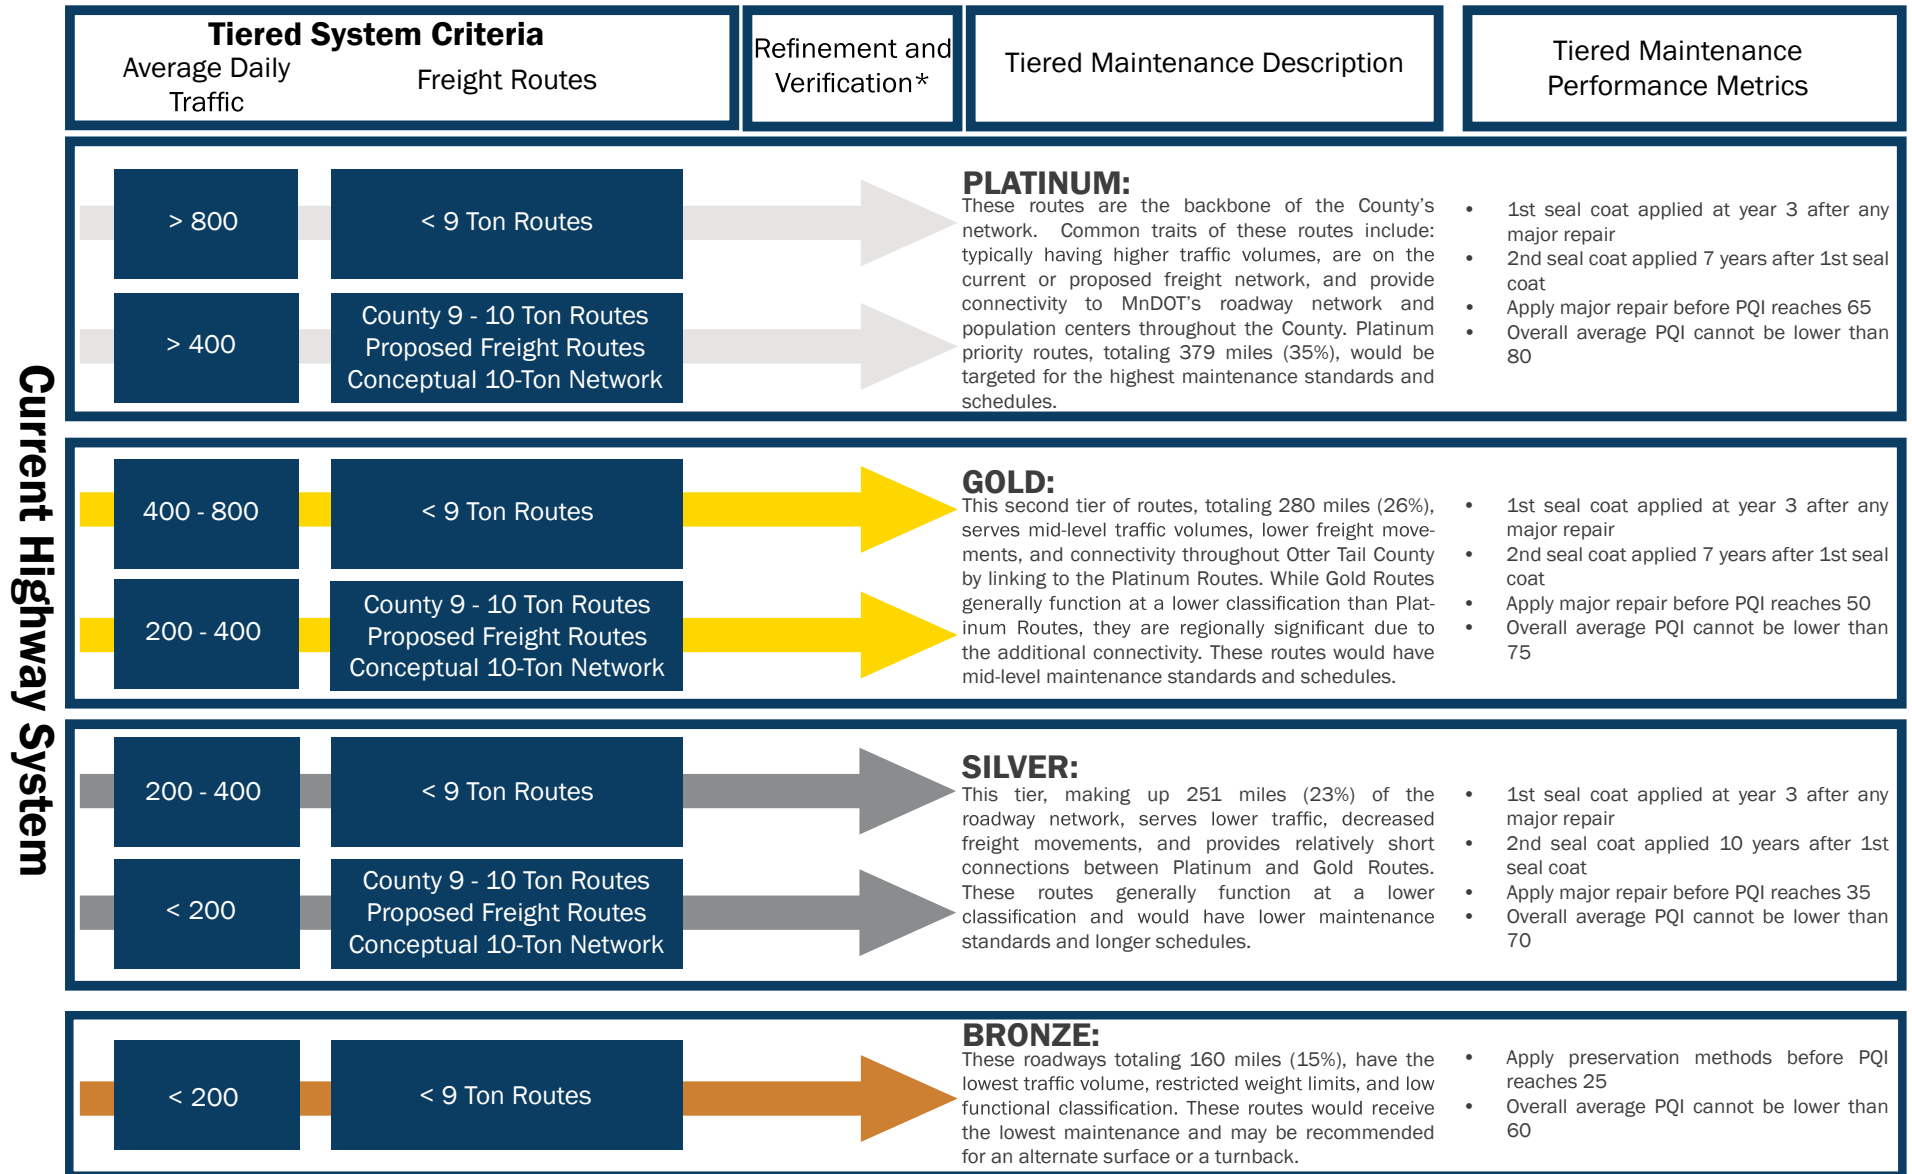 Current Highway System
Tiered System Criteria
Average Daily
Traffic
Freight Routes
Refinement and
Verification*
Tiered Maintenance Description
Tiered Maintenance
Performance Metrics
> 800
< 9 Ton Routes
> 400
County 9 - 10 Ton Routes
Proposed Freight Routes
Conceptual 10-Ton Network
PLATINUM:
These routes are the backbone of the County's
network. Common traits of these routes include:
typically having higher traffic volumes, are on the
current or proposed freight network, and provide
connectivity to MnDOT's roadway network and
population centers throughout the County. Platinum
priority routes, totaling 379 miles (35%), would be
targeted for the highest maintenance standards and
schedules.
• 1st seal coat applied at year 3 after any
major repair
• 2nd seal coat applied 7 years after 1st seal
coat
• Apply major repair before PQI reaches 65
• Overall average PQI cannot be lower than
80
400 - 800
< 9 Ton Routes
200 - 400
County 9 - 10 Ton Routes
Proposed Freight Routes
Conceptual 10-Ton Network
GOLD:
This second tier of routes, totaling 280 miles (26%),
serves mid-level traffic volumes, lower freight move-
ments, and connectivity throughout Otter Tail County
by linking to the Platinum Routes. While Gold Routes
generally function at a lower classification than Plat-
inum Routes, they are regionally significant due to
the additional connectivity. These routes would have
mid-level maintenance standards and schedules.
• 1st seal coat applied at year 3 after any
major repair
• 2nd seal coat applied 7 years after 1st seal
coat
• Apply major repair before PQI reaches 50
• Overall average PQI cannot be lower than
75
200 - 400
< 9 Ton Routes
< 200
County 9 - 10 Ton Routes
Proposed Freight Routes
Conceptual 10-Ton Network
SILVER:
This tier, making up 251 miles (23%) of the
roadway network, serves lower traffic, decreased
freight movements, and provides relatively short
connections between Platinum and Gold Routes.
These routes generally function at a lower
classification and would have lower maintenance
standards and longer schedules.
• 1st seal coat applied at year 3 after any
major repair
• 2nd seal coat applied 10 years after 1st
seal coat
• Apply major repair before PQI reaches 35
• Overall average PQI cannot be lower than
70
< 200
< 9 Ton Routes
BRONZE:
These roadways totaling 160 miles (15%), have the
lowest traffic volume, restricted weight limits, and low
functional classification. These routes would receive
the lowest maintenance and may be recommended
for an alternate surface or a turnback.
• Apply preservation methods before PQI
reaches 25
• Overall average PQI cannot be lower than
60